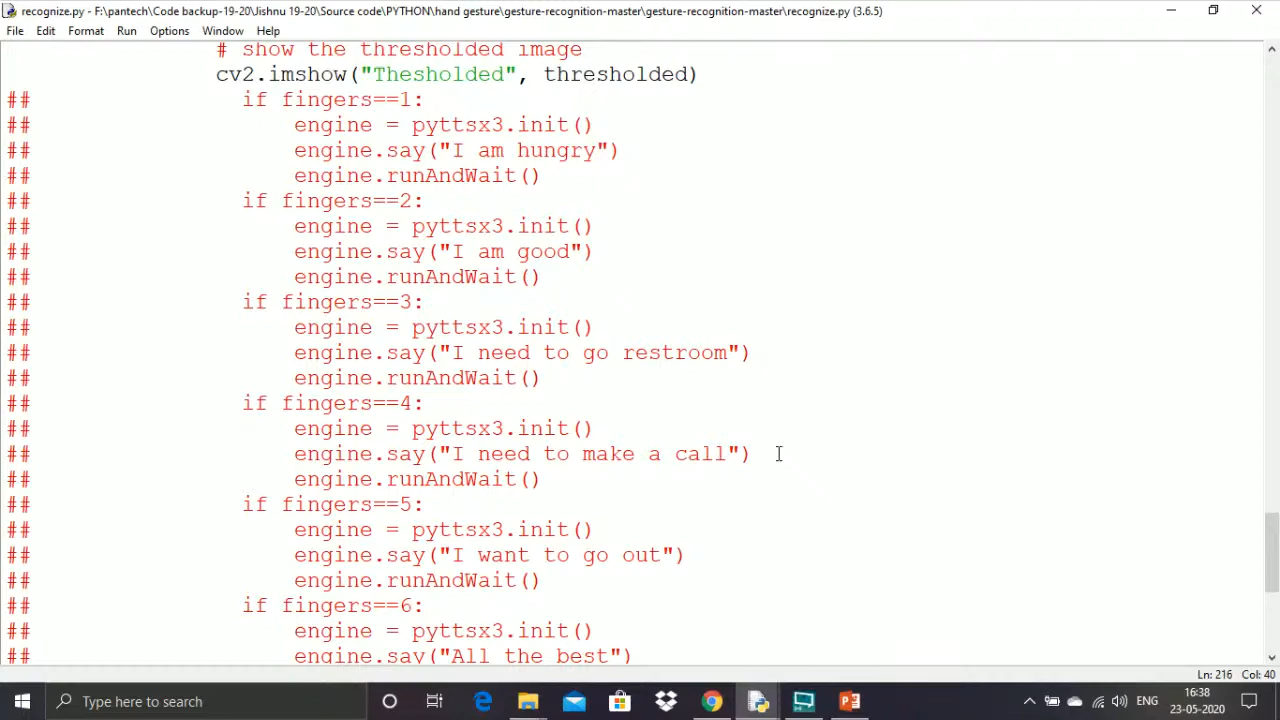 recognize.py - F:\pantech\Code backup-19-20\Jishnu 19-20\Source code\PYTHON\hand gesture\gesture-recognition-master\gesture-recognition-master\recognize.py (3.6.5)
File Edit Format Run Options Window Help
# show the thresholded image
cv2.imshow("Thesholded", thresholded)
## if fingers==1:
## engine = pyttsx3.init()
## engine.say("I am hungry")
## engine.runAndWait()
## if fingers==2:
## engine = pyttsx3.init()
## engine.say("I am good")
## engine.runAndWait()
## if fingers==3:
## engine = pyttsx3.init()
## engine.say("I need to go restroom")
## engine.runAndWait()
## if fingers==4:
## engine = pyttsx3.init()
## engine.say("I need to make a call")
## engine.runAndWait()
## if fingers==5:
## engine = pyttsx3.init()
## engine.say("I want to go out")
## engine.runAndWait()
## if fingers==6:
## engine = pyttsx3.init()
## engine.say("All the best")
Ln: 216 Col: 40
Type here to search
ENG
16:38
23-05-2020